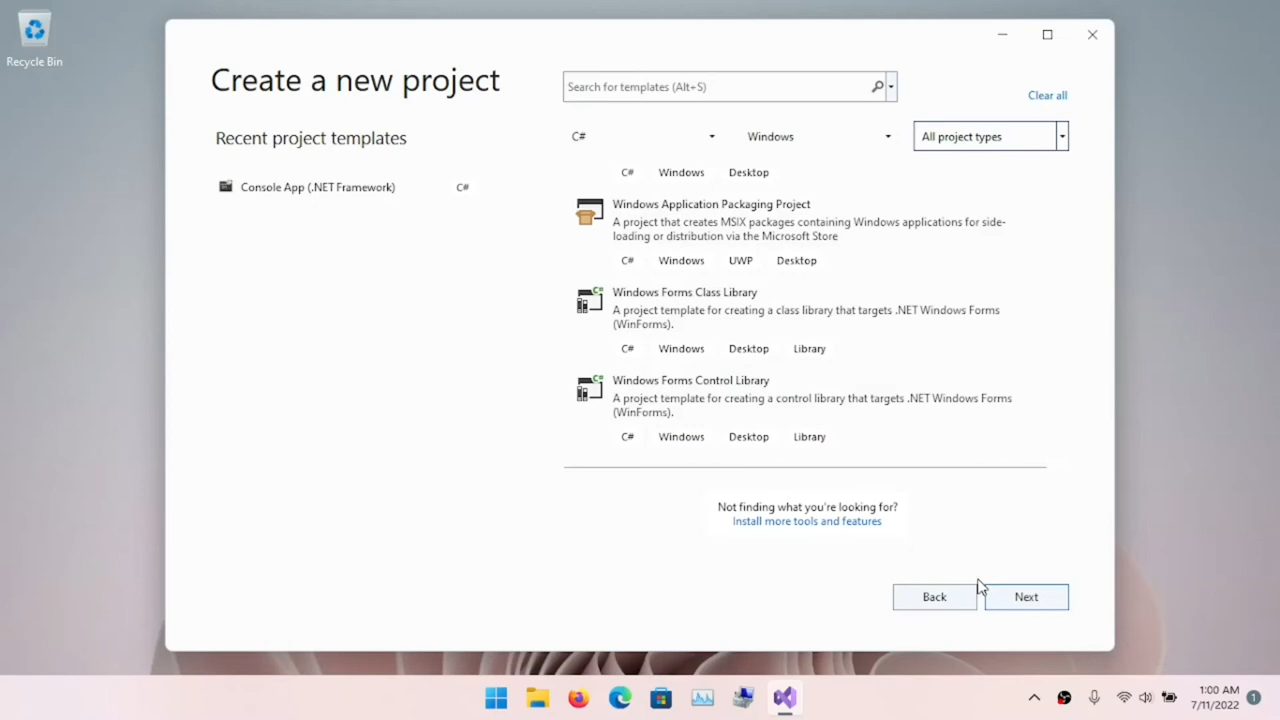 Recycle Bin
Create a new project
Search for templates (Alt+S)
Clear all
Recent project templates
C#
Windows
All project types
Console App (.NET Framework)
C#
C# Windows Desktop
Windows Application Packaging Project
A project that creates MSIX packages containing Windows applications for side-
loading or distribution via the Microsoft Store
C# Windows UWP Desktop
Windows Forms Class Library
A project template for creating a class library that targets .NET Windows Forms
(WinForms).
C# Windows Desktop Library
Windows Forms Control Library
A project template for creating a control library that targets .NET Windows Forms
(WinForms).
C# Windows Desktop Library
Not finding what you're looking for?
Install more tools and features
Back
Next
1:00 AM
7/11/2022
1